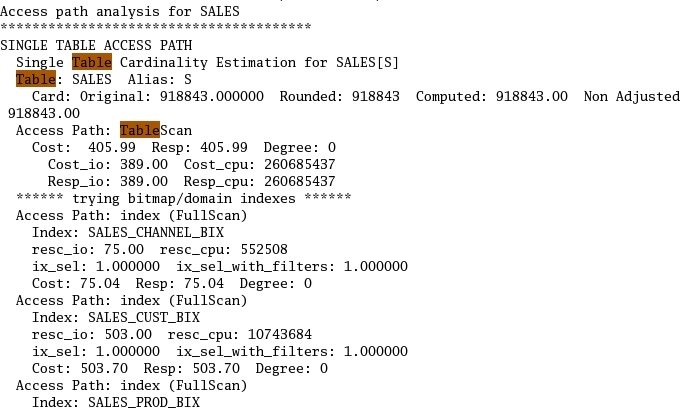 Access path analysis for SALES
***************************************
SINGLE TABLE ACCESS PATH
Single Table Cardinality Estimation for SALES[S]
Table: SALES Alias: S
Card: Original: 918843.000000 Rounded: 918843 Computed: 918843.00 Non Adjusted:
918843.00
Access Path: TableScan
Cost: 405.99 Resp: 405.99 Degree: 0
Cost_io: 389.00 Cost_cpu: 260685437
Resp_io: 389.00 Resp_cpu: 260685437
****** trying bitmap/domain indexes ******
Access Path: index (FullScan)
Index: SALES_CHANNEL_BIX
resc_io: 75.00 resc_cpu: 552508
ix_sel: 1.000000 ix_sel_with_filters: 1.000000
Cost: 75.04 Resp: 75.04 Degree: 0
Access Path: index (FullScan)
Index: SALES_CUST_BIX
resc_io: 503.00 resc_cpu: 10743684
ix_sel: 1.000000 ix_sel_with_filters: 1.000000
Cost: 503.70 Resp: 503.70 Degree: 0
Access Path: index (FullScan)
Index: SALES_PROD_BIX